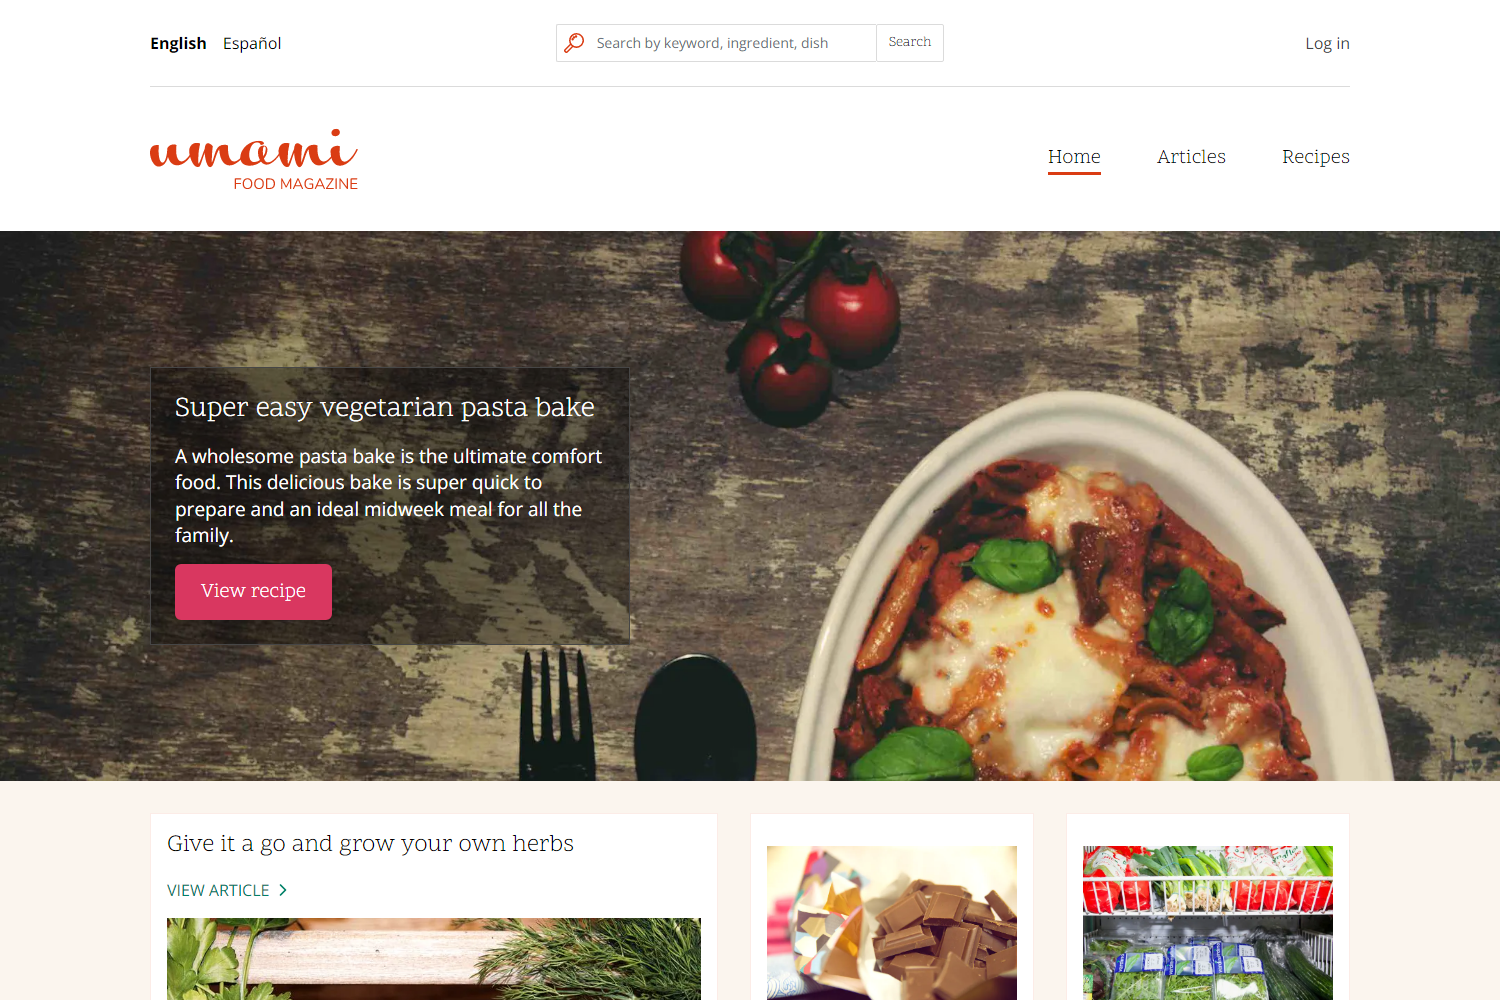 English Español
Search by keyword, ingredient, dish
Search
Log in
umami
FOOD MAGAZINE
Home Articles Recipes
Super easy vegetarian pasta bake
A wholesome pasta bake is the ultimate comfort
food. This delicious bake is super quick to
prepare and an ideal midweek meal for all the
family.
View recipe
Give it a go and grow your own herbs
VIEW ARTICLE